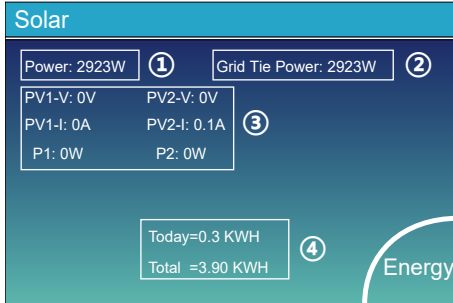 Solar
Power: 2923W ① Grid Tie Power: 2923W ②
PV1-V: 0V PV2-V: 0V
PV1-I: 0A PV2-I: 0.1A ③
P1: 0W P2: 0W
Today=0.3 KWH
④
Total =3.90 KWH
Energy